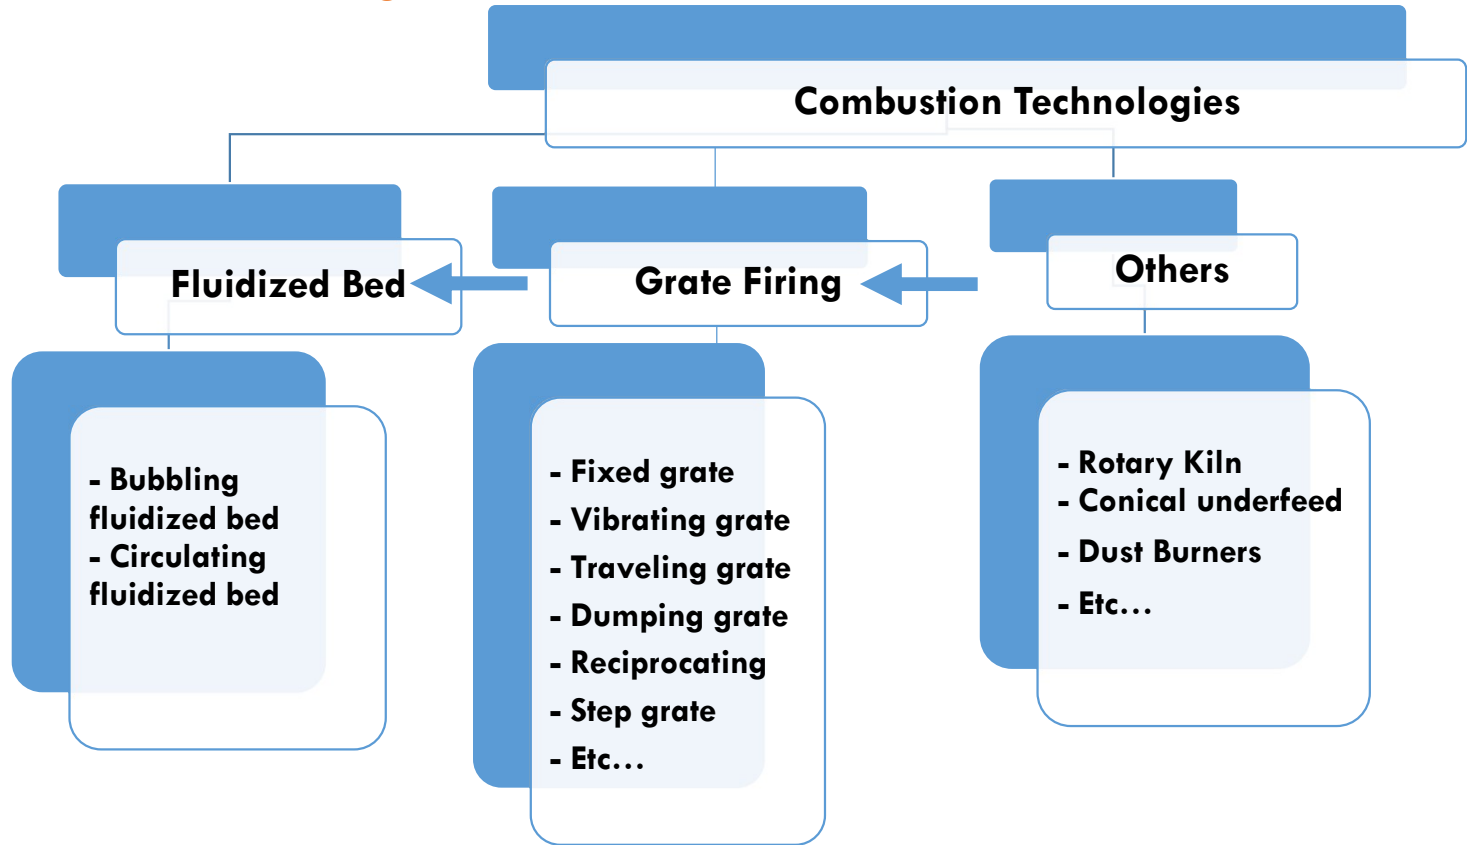 Combustion Technologies
Fluidized Bed
Grate Firing
Others
- Bubbling
fluidized bed
- Circulating
fluidized bed
- Fixed grate
- Vibrating grate
- Traveling grate
- Dumping grate
- Reciprocating
- Step grate
- Etc...
- Rotary Kiln
- Conical underfeed
- Dust Burners
- Etc...